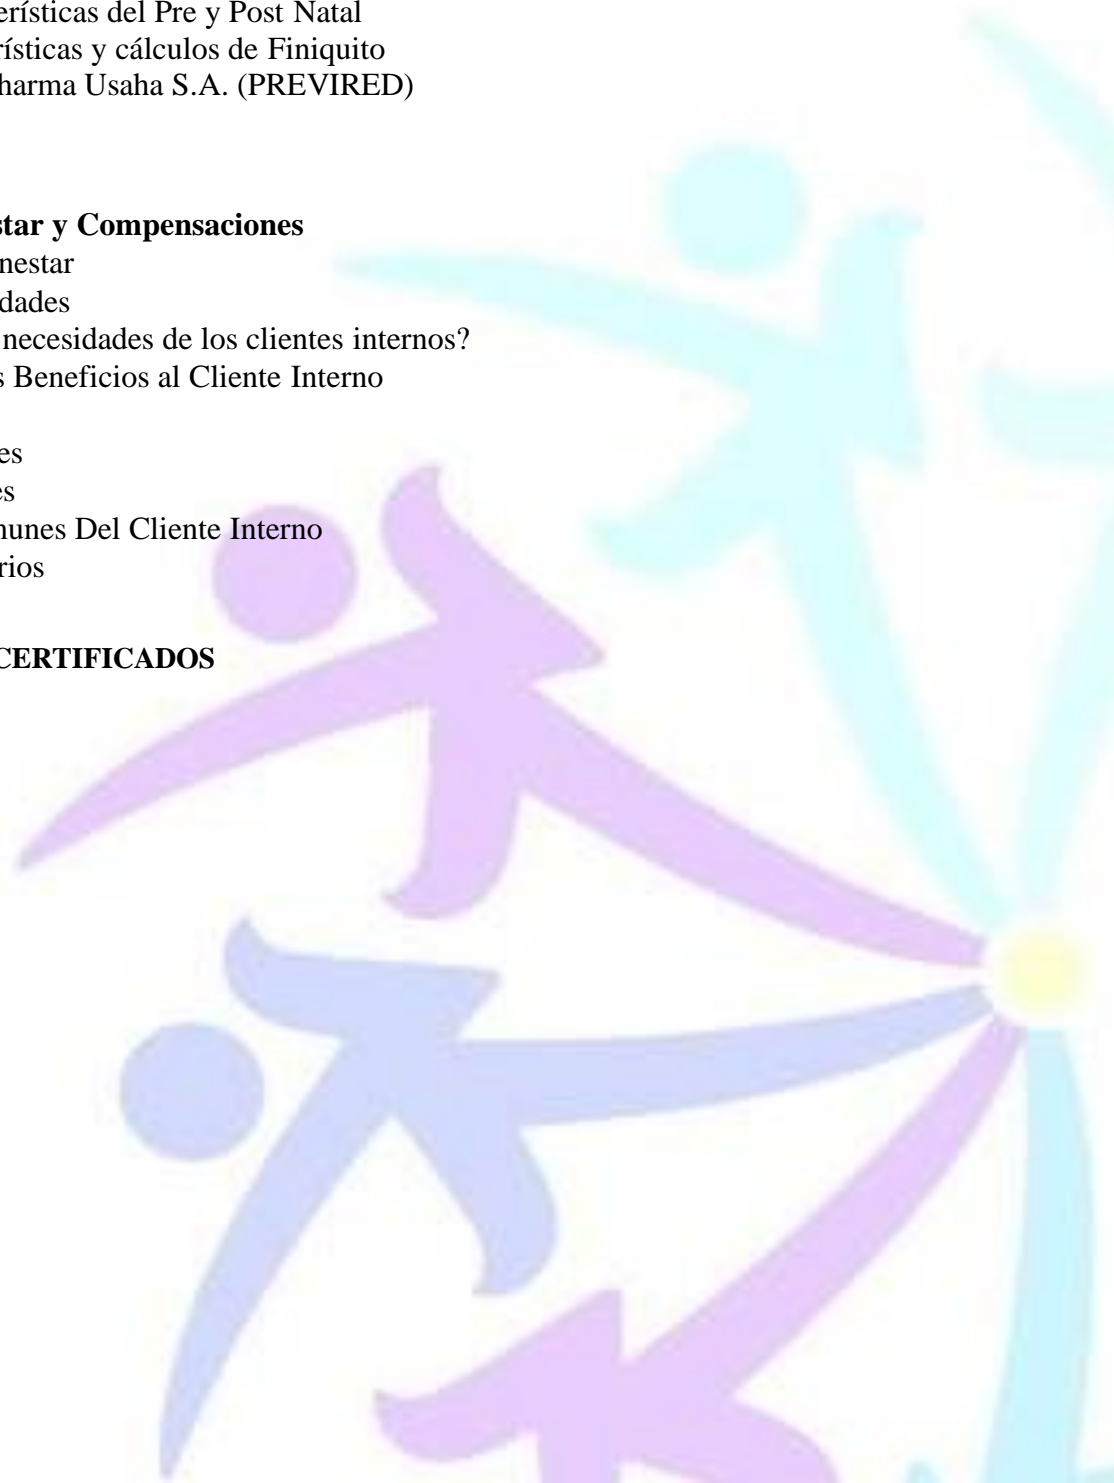 erísticas del Pre y Post Natal
rísticas y cálculos de Finiquito
harma Usaha S.A. (PREVIRED)
star y Compensaciones
nestar
dades
necesidades de los clientes internos?
s Beneficios al Cliente Interno
es
es
nunes Del Cliente Interno
rios
CERTIFICADOS